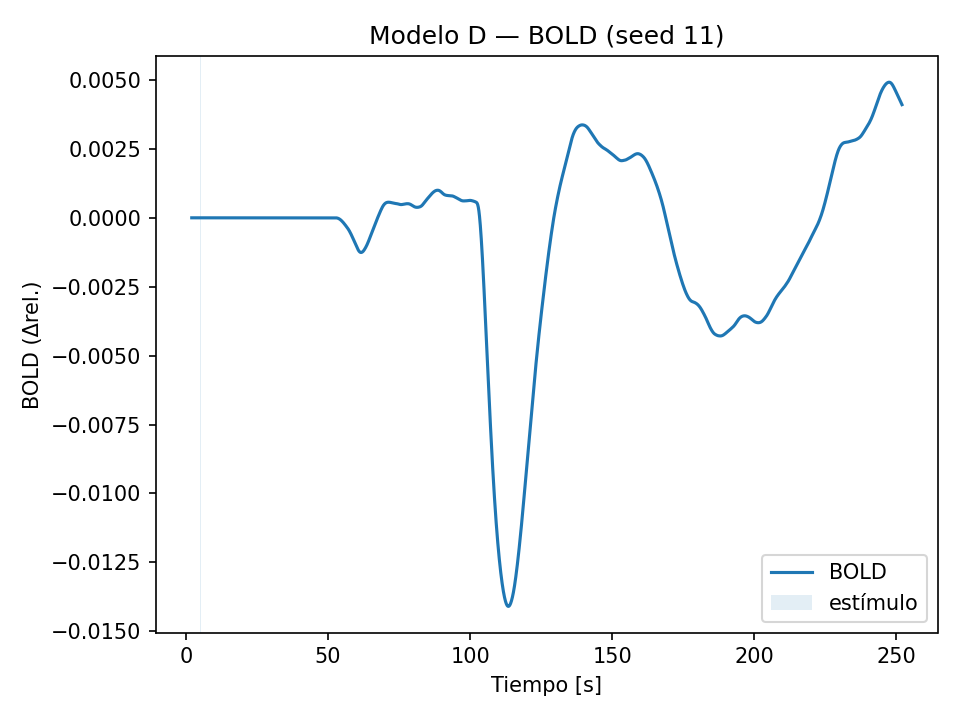 Modelo D — BOLD (seed 11)
BOLD (Δrel.)
0.0050
0.0025
0.0000
−0.0025
−0.0050
−0.0075
−0.0100
−0.0125
−0.0150
BOLD
estímulo
0 50 100 150 200 250
Tiempo [s]